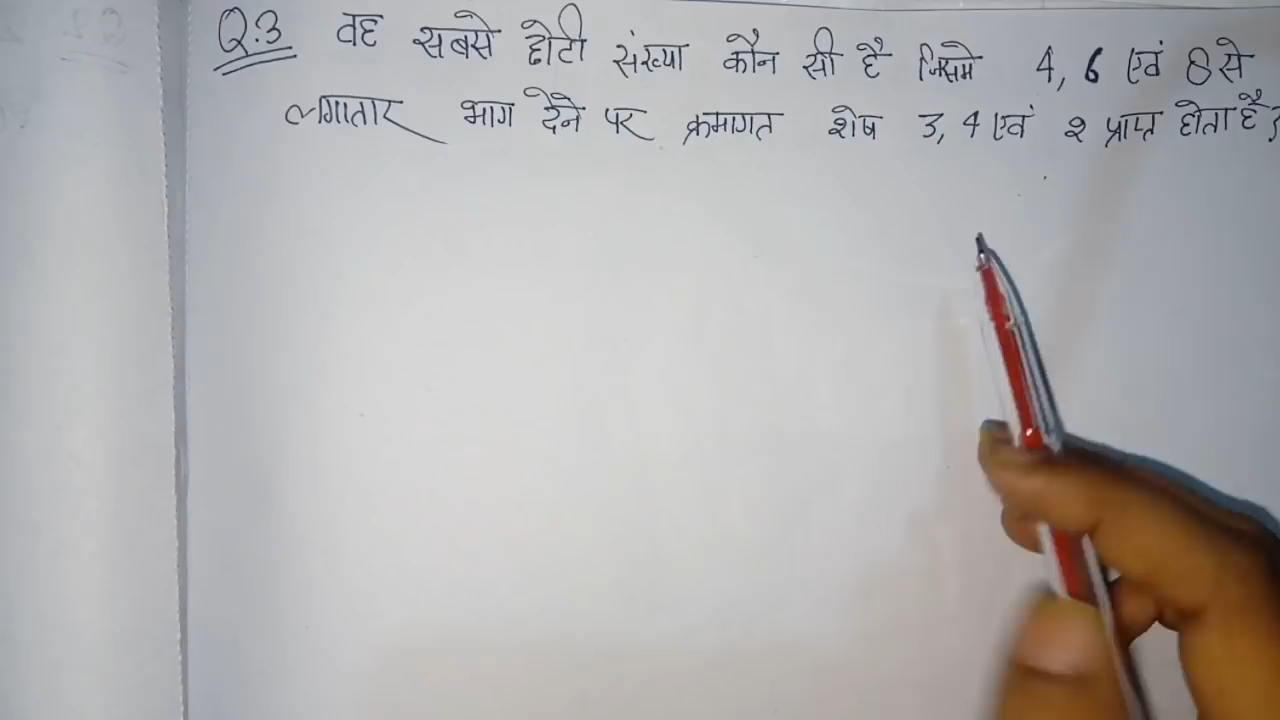 Q.3 वह सबसे छोटी संख्या कौन सी है जिसमे 4, 6 एवं 8 से
लगातार भाग देने पर क्रमागत शेष 3, 4 एवं 2 प्राप्त होता है?